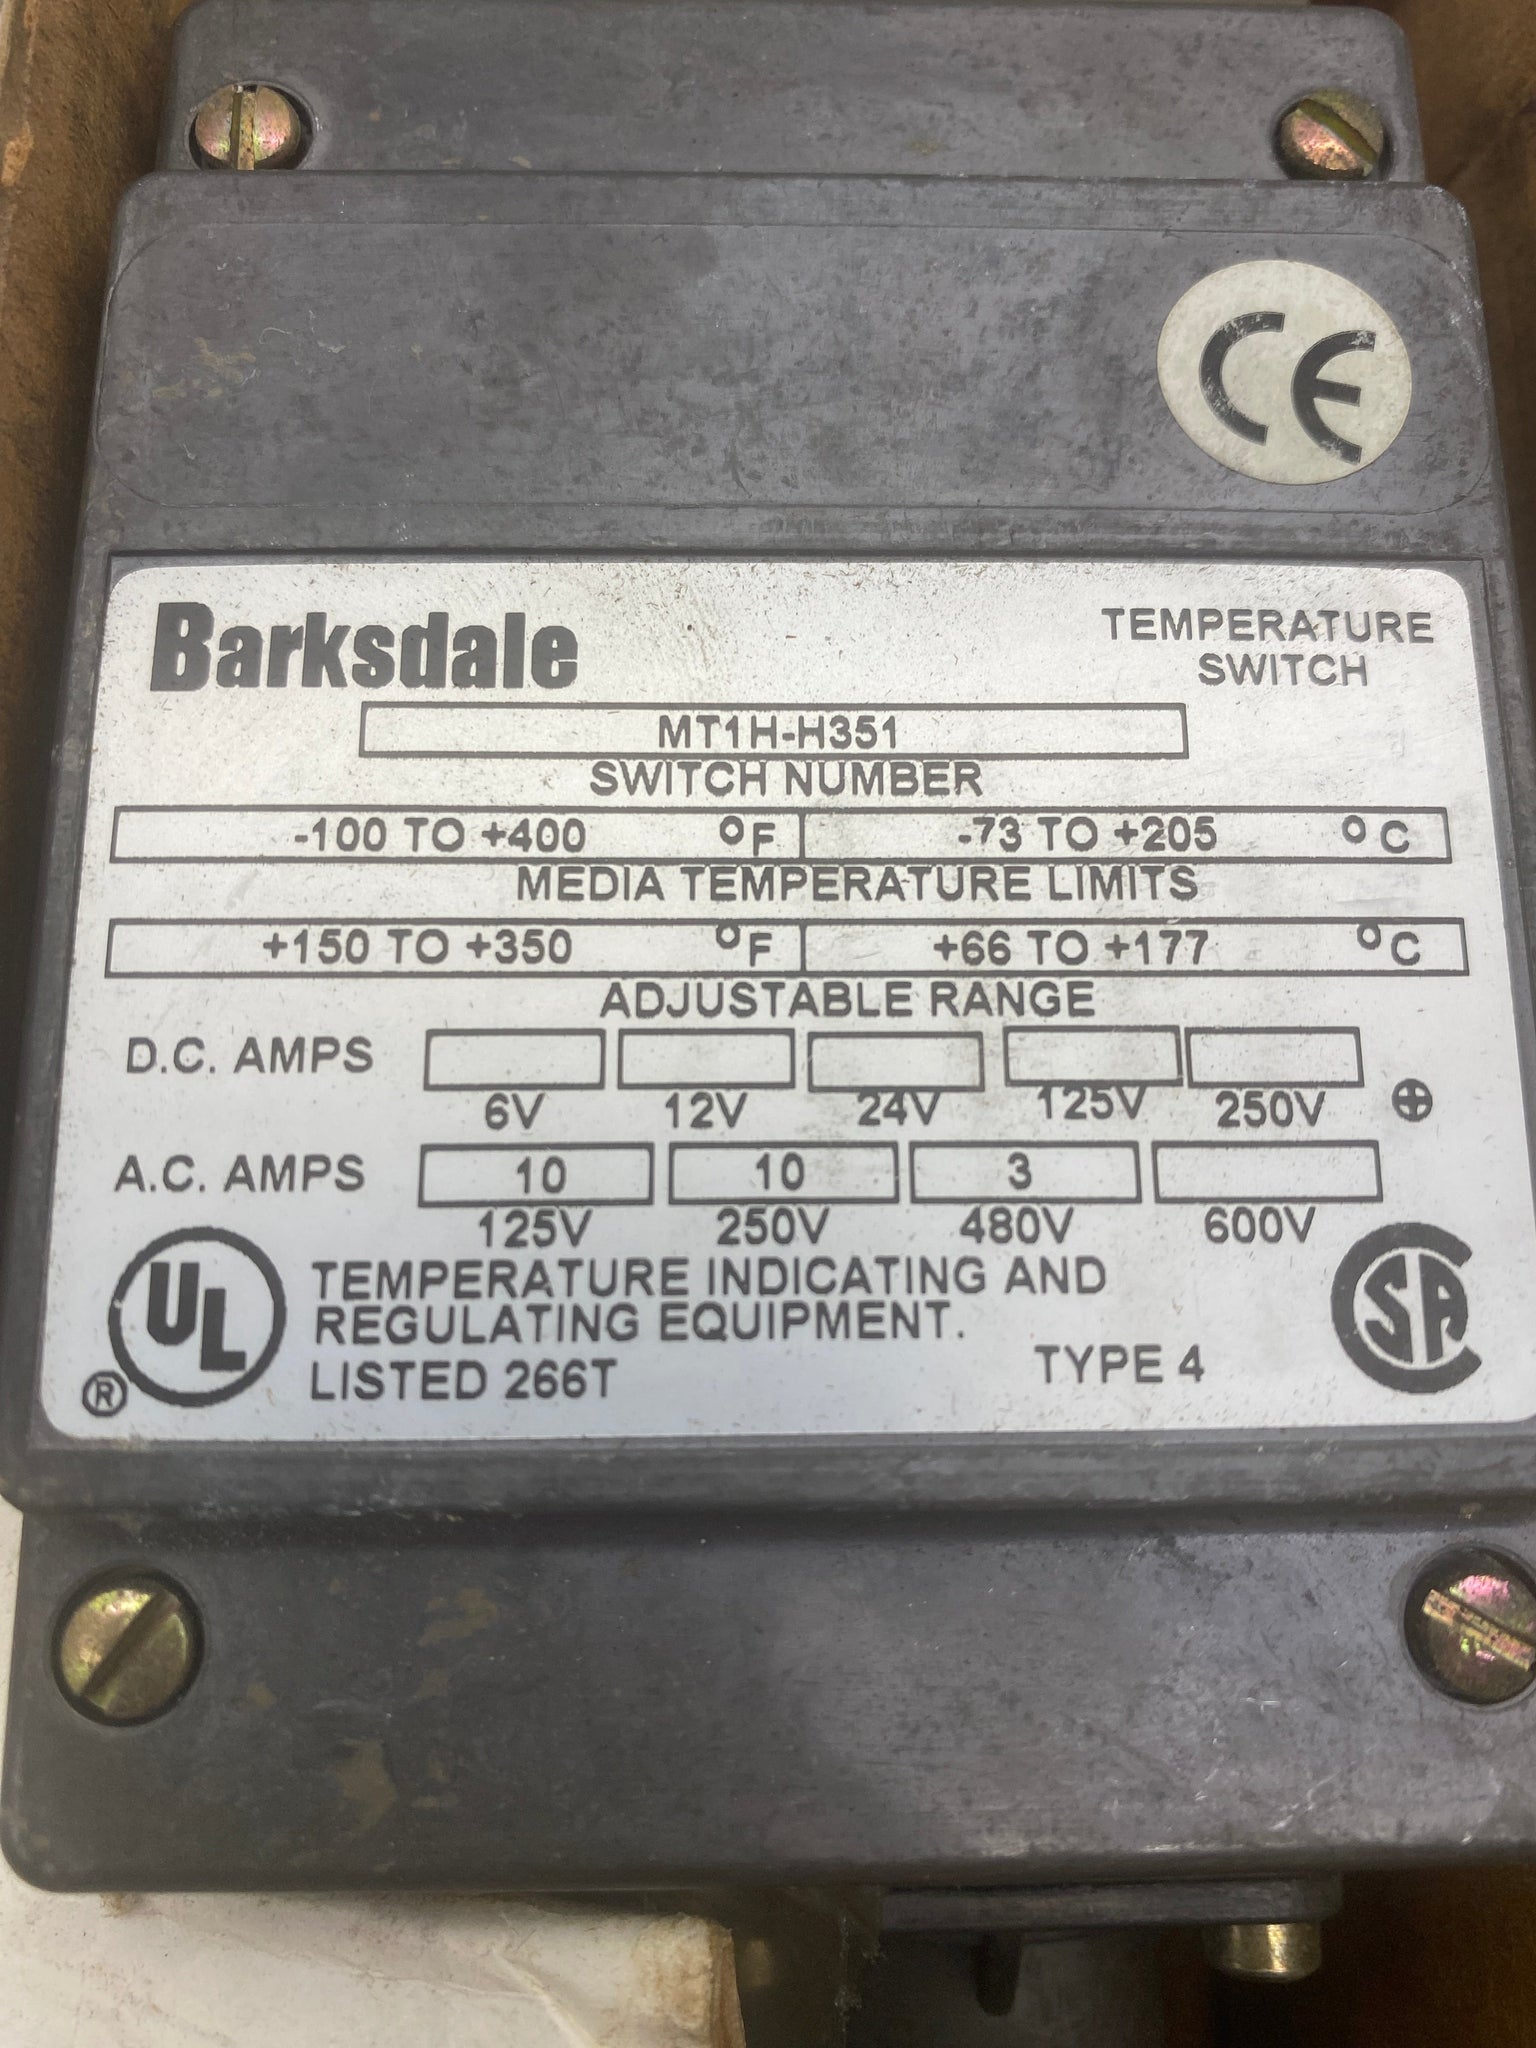 CE
Barksdale
TEMPERATURE
SWITCH
MT1H-H351
SWITCH NUMBER
-100 TO +400 °F -73 TO +205 °C
MEDIA TEMPERATURE LIMITS
+150 TO +350 °F +66 TO +177 °C
ADJUSTABLE RANGE
D.C. AMPS
6V 12V 24V 125V 250V
A.C. AMPS 10 10 3
125V 250V 480V 600V
UL ®
TEMPERATURE INDICATING AND
REGULATING EQUIPMENT.
LISTED 266T
TYPE 4
CSA